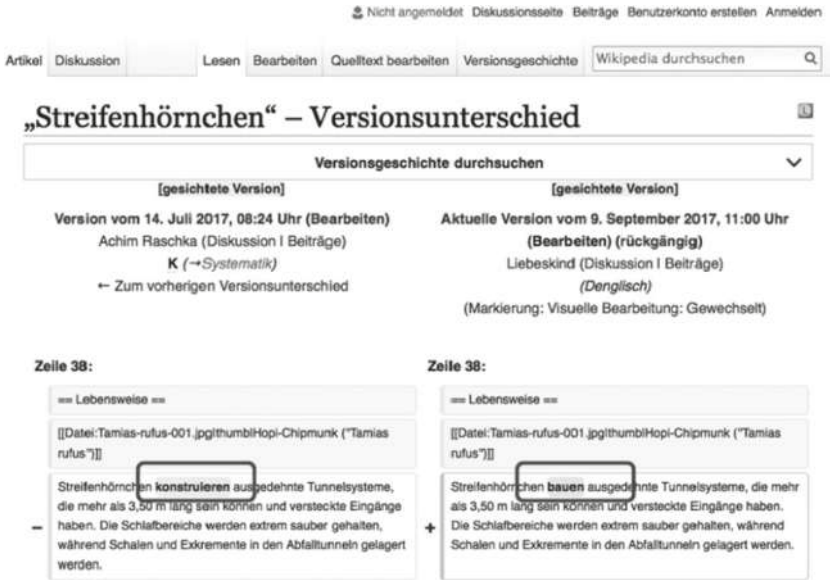 Nicht angemeldet Diskussionsseite Beiträge Benutzerkonto erstellen Anmelden
Artikel Diskussion Lesen Bearbeiten Quelltext bearbeiten Versionsgeschichte Wikipedia durchsuchen
„Streifenhörnchen“ – Versionsunterschied
Versionsgeschichte durchsuchen
[gesichtete Version]
Version vom 14. Juli 2017, 08:24 Uhr (Bearbeiten)
Achim Raschka (Diskussion | Beiträge)
K (→Systematik)
← Zum vorherigen Versionsunterschied
[gesichtete Version]
Aktuelle Version vom 9. September 2017, 11:00 Uhr
(Bearbeiten) (rückgängig)
Liebeskind (Diskussion | Beiträge)
(Denglisch)
(Markierung: Visuelle Bearbeitung: Gewechselt)
Zeile 38:
== Lebensweise ==
[[Datei:Tamias-rufus-001.jpg|thumb|Hopi-Chipmunk ("Tamias
rufus")]]
Streifenhörnchen konstruieren ausgedehnte Tunnelsysteme,
die mehr als 3,50 m lang sein können und versteckte Eingänge
– haben. Die Schlafbereiche werden extrem sauber gehalten,
während Schalen und Exkremente in den Abfalltunneln gelagert
werden.
Zeile 38:
== Lebensweise ==
[[Datei:Tamias-rufus-001.jpg|thumb|Hopi-Chipmunk ("Tamias
rufus")]]
Streifenhörnchen bauen ausgedehnte Tunnelsysteme, die mehr
als 3,50 m lang sein können und versteckte Eingänge haben.
+ Die Schlafbereiche werden extrem sauber gehalten, während
Schalen und Exkremente in den Abfalltunneln gelagert werden.